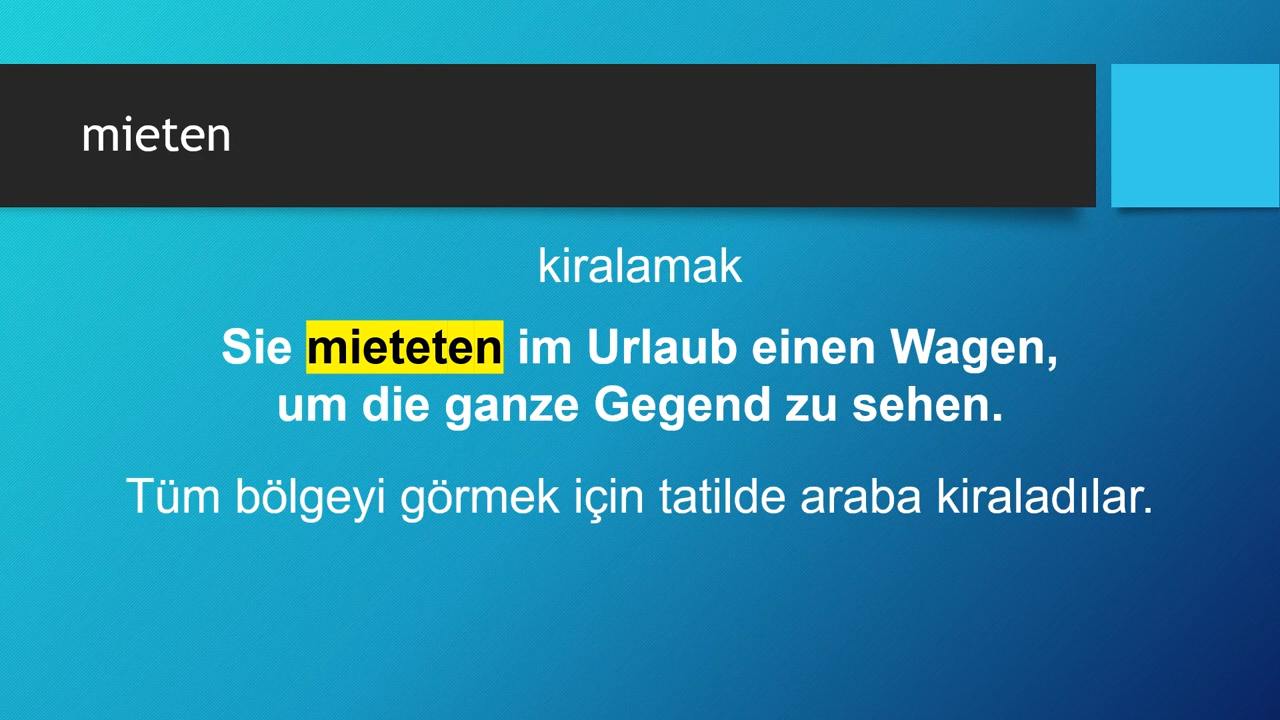 mieten
kiralamak
Sie mieteten im Urlaub einen Wagen,
um die ganze Gegend zu sehen.
Tüm bölgeyi görmek için tatilde araba kiraladılar.